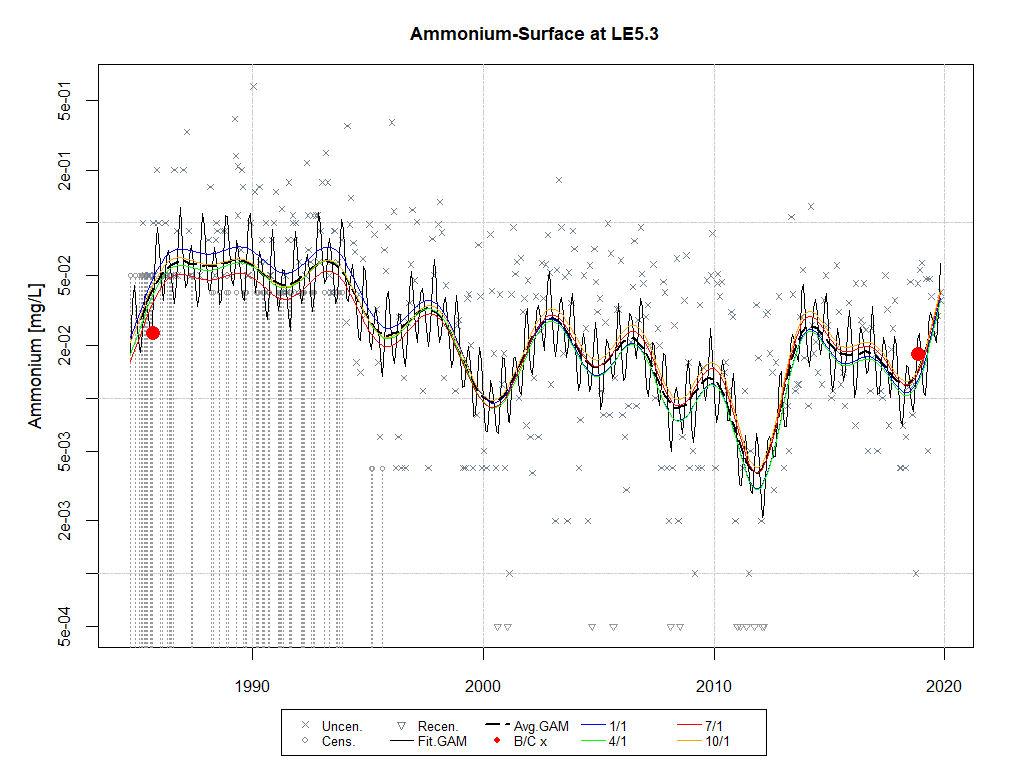 Ammonium-Surface at LE5.3
Ammonium [mg/L]
5e-01
2e-01
5e-02
2e-02
5e-03
2e-03
5e-04
1990 2000 2010 2020
Uncen. Recen. Avg.GAM 1/1 7/1
Cens. Fit.GAM B/C x 4/1 10/1